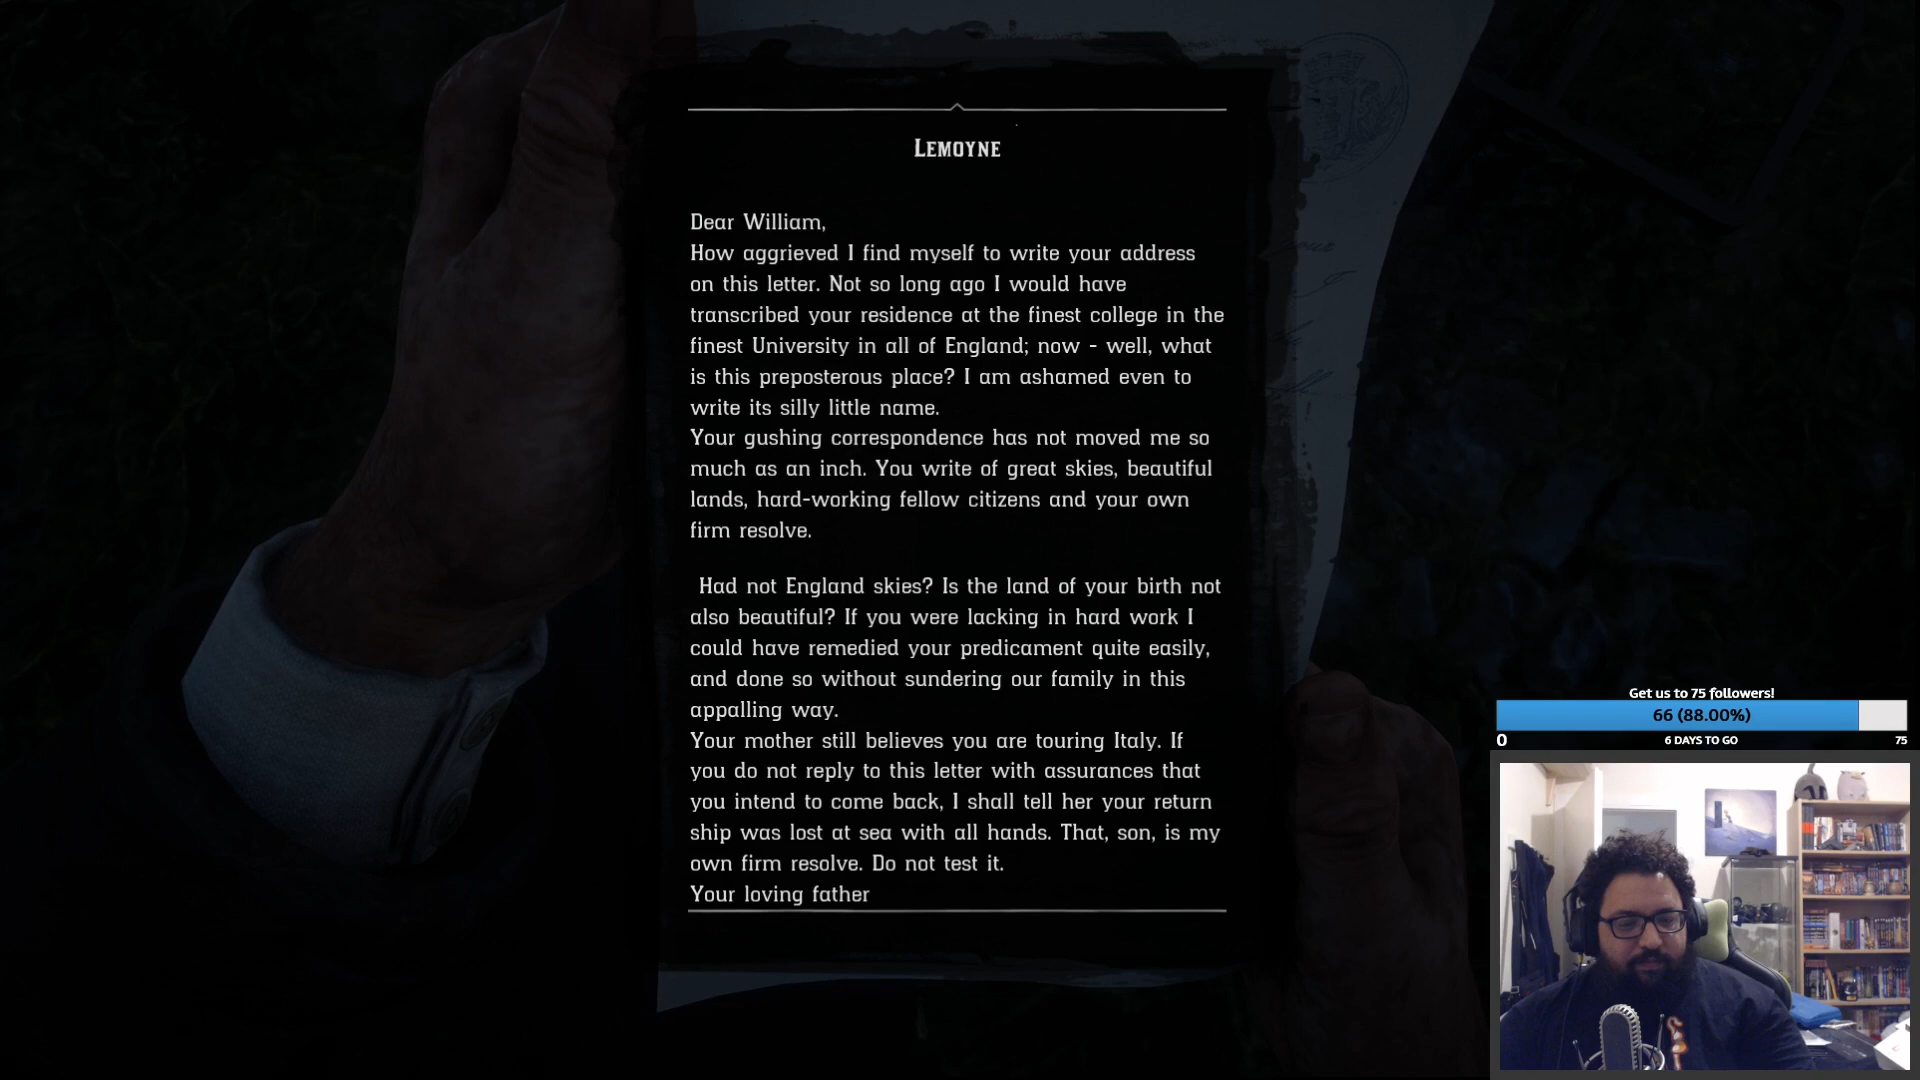 LEMOYNE
Dear William,
How aggrieved I find myself to write your address
on this letter. Not so long ago I would have
transcribed your residence at the finest college in the
finest University in all of England; now - well, what
is this preposterous place? I am ashamed even to
write its silly little name.
Your gushing correspondence has not moved me so
much as an inch. You write of great skies, beautiful
lands, hard-working fellow citizens and your own
firm resolve.
Had not England skies? Is the land of your birth not
also beautiful? If you were lacking in hard work I
could have remedied your predicament quite easily,
and done so without sundering our family in this
appalling way.
Your mother still believes you are touring Italy. If
you do not reply to this letter with assurances that
you intend to come back, I shall tell her your return
ship was lost at sea with all hands. That, son, is my
own firm resolve. Do not test it.
Your loving father
Get us to 75 followers!
66 (88.00%)
0 6 DAYS TO GO 75